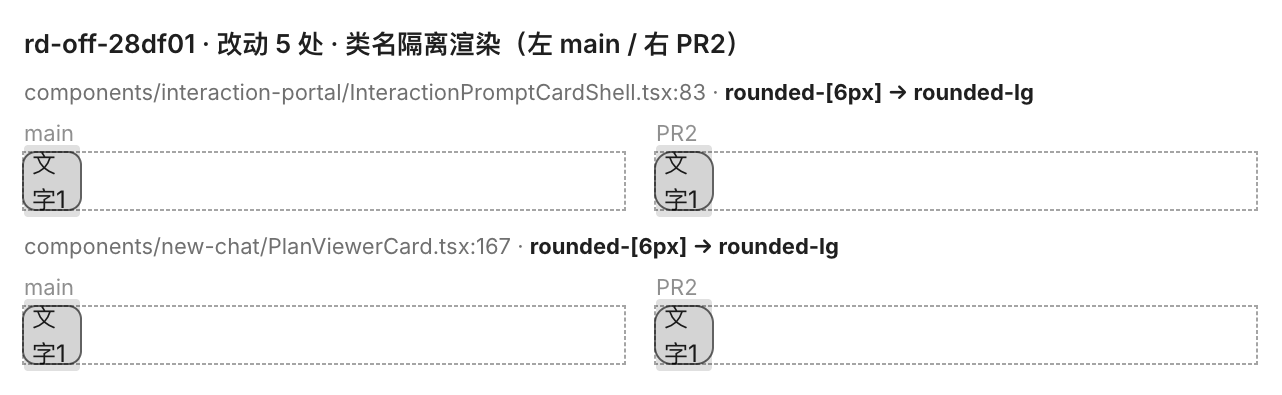 rd-off-28df01 · 改动 5 处 · 类名隔离渲染（左 main / 右 PR2）
components/interaction-portal/InteractionPromptCardShell.tsx:83 · rounded-[6px] → rounded-lg
main
PR2
文
字1
文
字1
components/new-chat/PlanViewerCard.tsx:167 · rounded-[6px] → rounded-lg
main
PR2
文
字1
文
字1